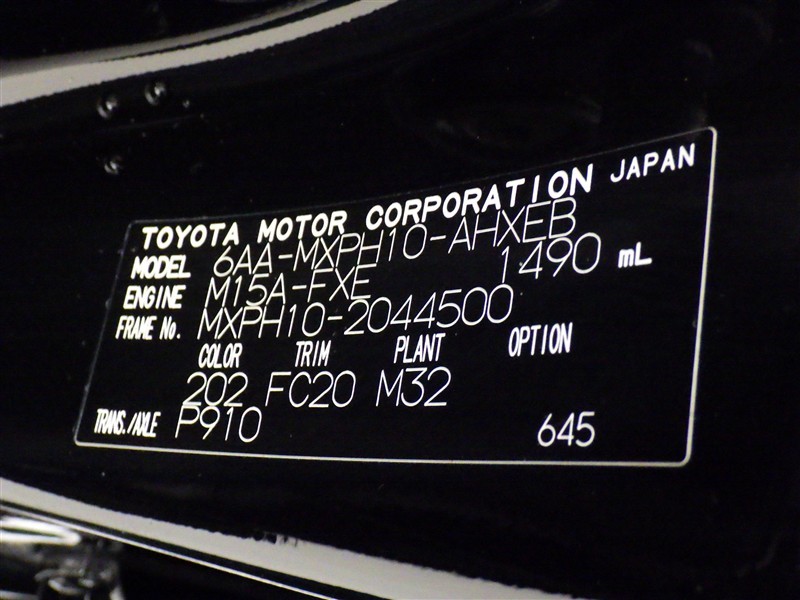 TOYOTA MOTOR CORPORATION JAPAN
MODEL 6AA-MXPH10-AHXEB
ENGINE M15A-FXE 1490 mL
FRAME No. MXPH10-2044500
COLOR TRIM PLANT OPTION
202 FC20 M32
TRANS./AXLE P910 645